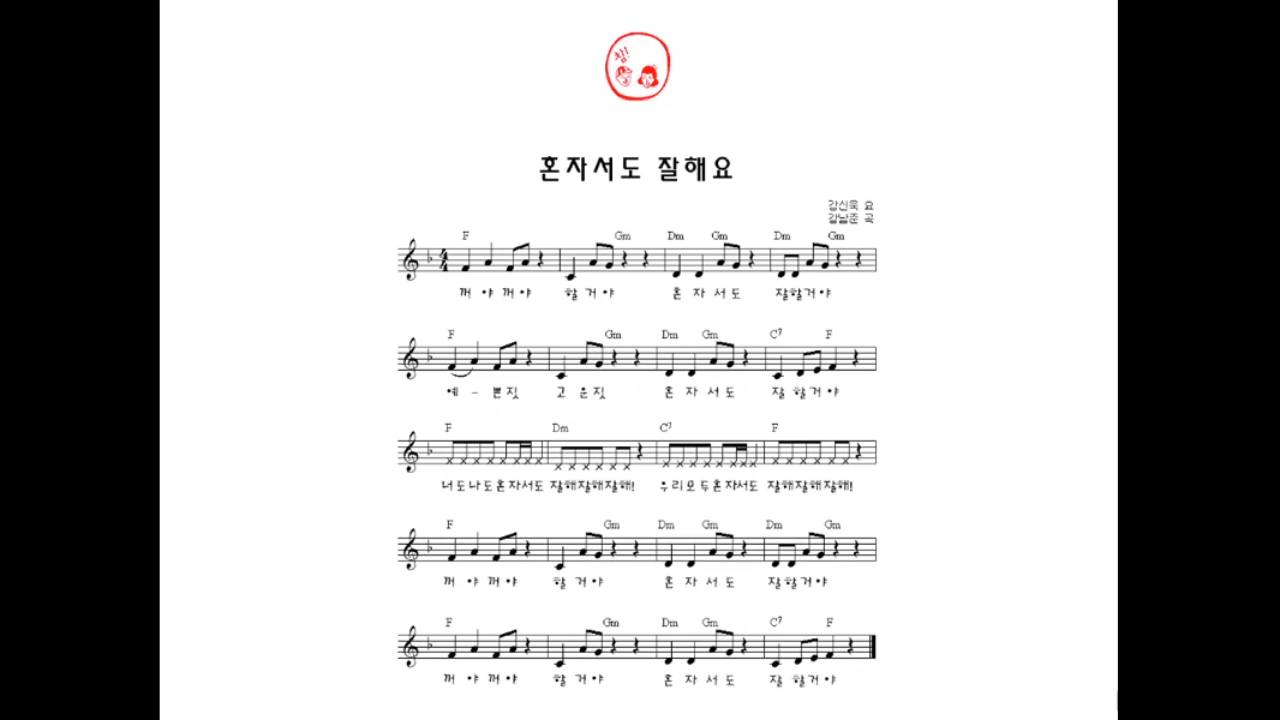 참!
혼자서도 잘해요
강신욱 요
강남준 곡
F Gm Dm Gm Dm Gm
꺼야꺼야 할거야 혼자서도 잘할거야
F Gm Dm Gm C7 F
예-쁜짓 고운짓 혼자서도 잘할거야
F Dm C7 F
너도나도혼자서도 잘해잘해잘해! 우리모두혼자서도 잘해잘해잘해!
F Gm Dm Gm Dm Gm
꺼야꺼야 할거야 혼자서도 잘할거야
F Gm Dm Gm C7 F
꺼야꺼야 할거야 혼자서도 잘할거야